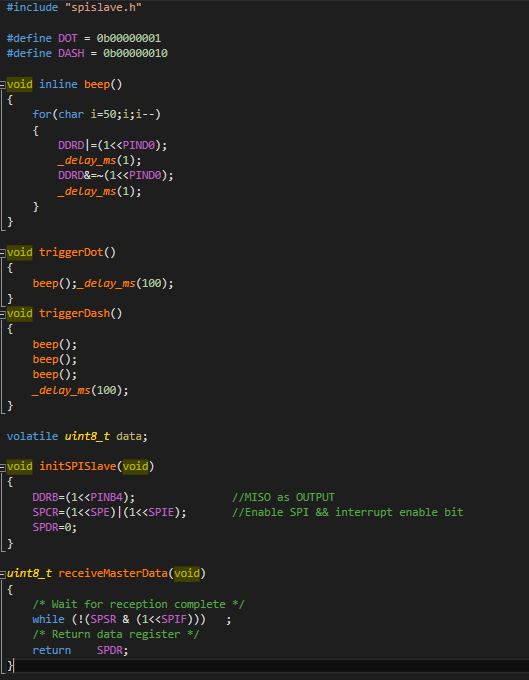 #include "spislave.h"
#define DOT = 0b00000001
#define DASH = 0b00000010
void inline beep()
{
for(char i=50;i;i--)
{
DDRD|=(1<<PIND0);
_delay_ms(1);
DDRD&=~(1<<PIND0);
_delay_ms(1);
}
}
void triggerDot()
{
beep();_delay_ms(100);
}
void triggerDash()
{
beep();
beep();
beep();
_delay_ms(100);
}
volatile uint8_t data;
void initSPISlave(void)
{
DDRB=(1<<PINB4); //MISO as OUTPUT
SPCR=(1<<SPE)|(1<<SPIE); //Enable SPI && interrupt enable bit
SPDR=0;
}
uint8_t receiveMasterData(void)
{
/* Wait for reception complete */
while (!(SPSR & (1<<SPIF))) ;
/* Return data register */
return SPDR;
}